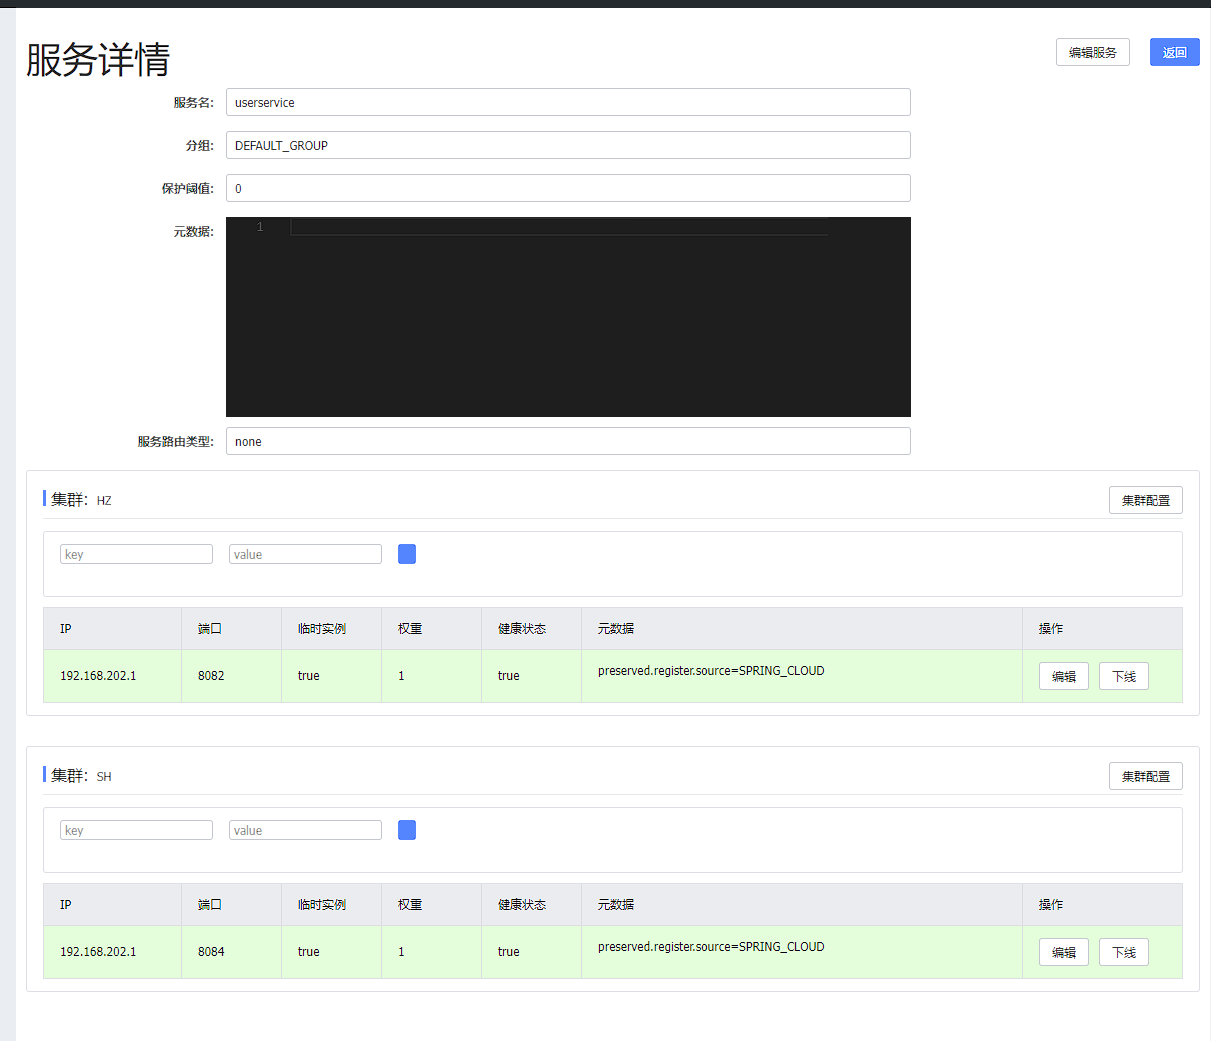 服务详情
编辑服务 返回
服务名: userservice
分组: DEFAULT_GROUP
保护阈值: 0
元数据: 1
服务路由类型: none
集群: HZ 集群配置
key value
IP 端口 临时实例 权重 健康状态 元数据 操作
192.168.202.1 8082 true 1 true preserved.register.source=SPRING_CLOUD 编辑 下线
集群: SH 集群配置
key value
IP 端口 临时实例 权重 健康状态 元数据 操作
192.168.202.1 8084 true 1 true preserved.register.source=SPRING_CLOUD 编辑 下线